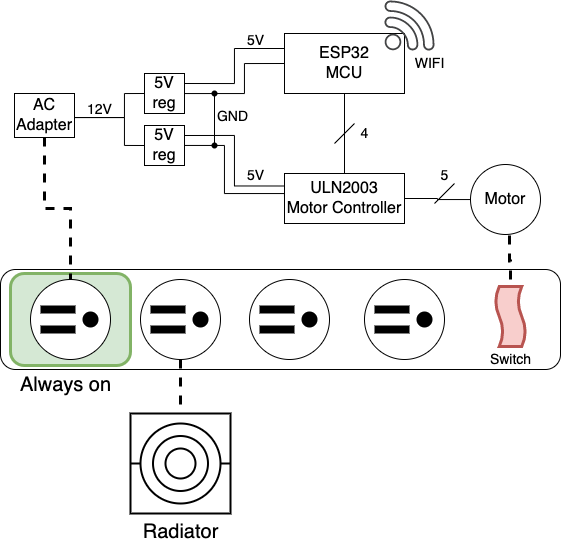 5V
ESP32
MCU
WIFI
5V
reg
AC
Adapter
12V
GND
5V
reg
4
5V
ULN2003
Motor Controller
5
Motor
Switch
Always on
Radiator